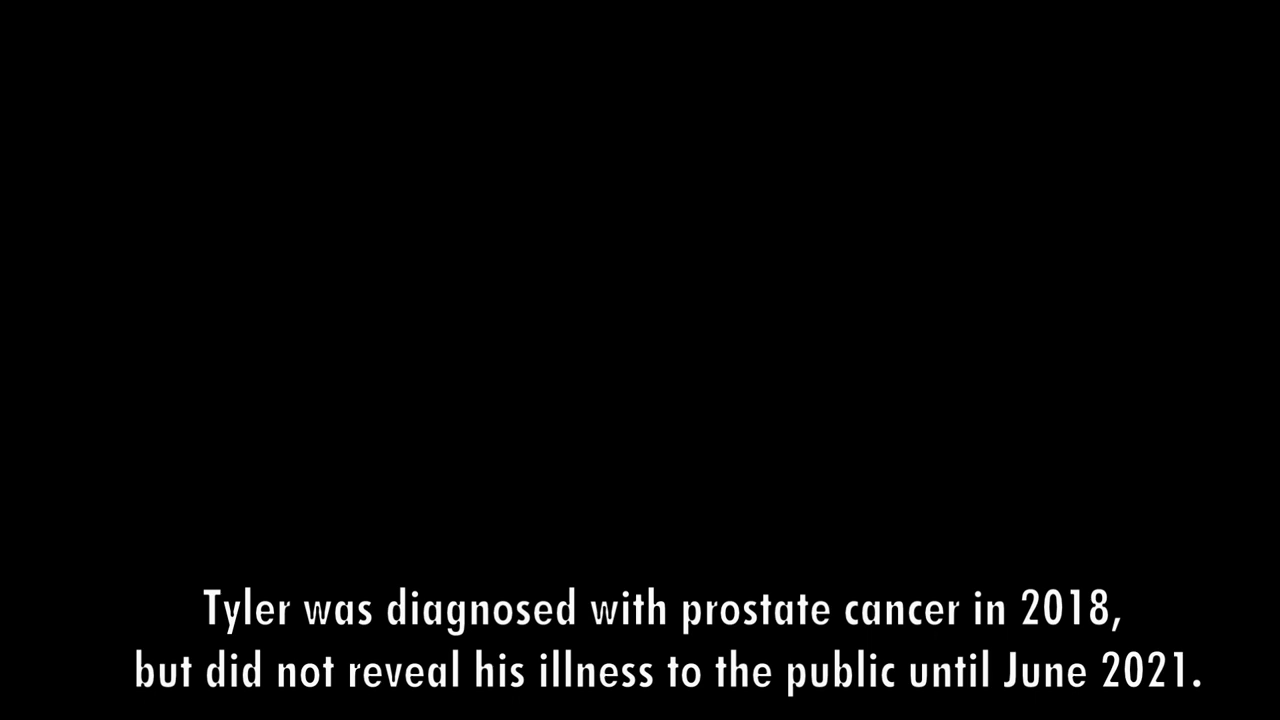 Tyler was diagnosed with prostate cancer in 2018,
but did not reveal his illness to the public until June 2021.